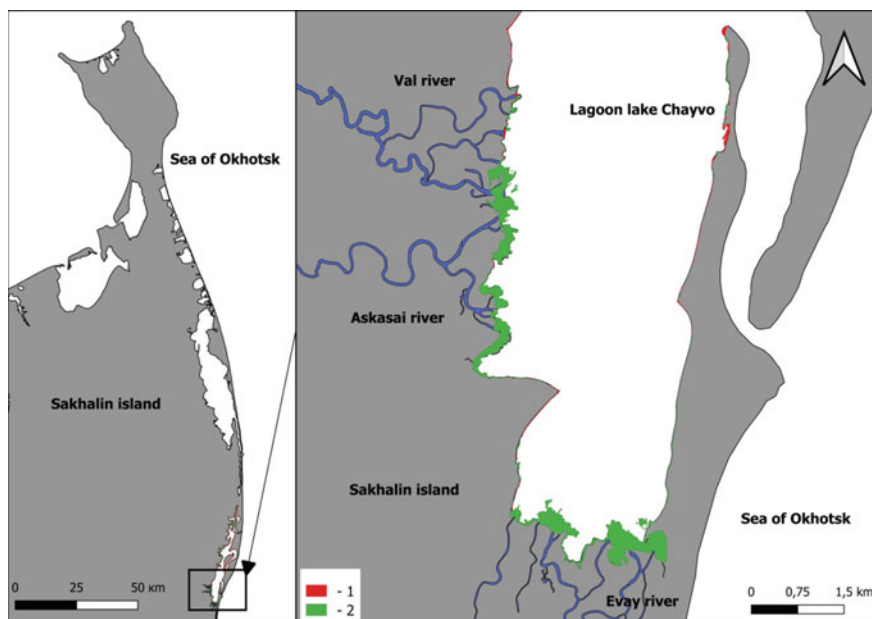 Sea of Okhotsk
Sakhalin island
0 25 50 км
Val river
Lagoon lake Chayvo
Askasai river
Sakhalin island
Sea of Okhotsk
- 1
- 2
Evay river
0 0,75 1,5 km